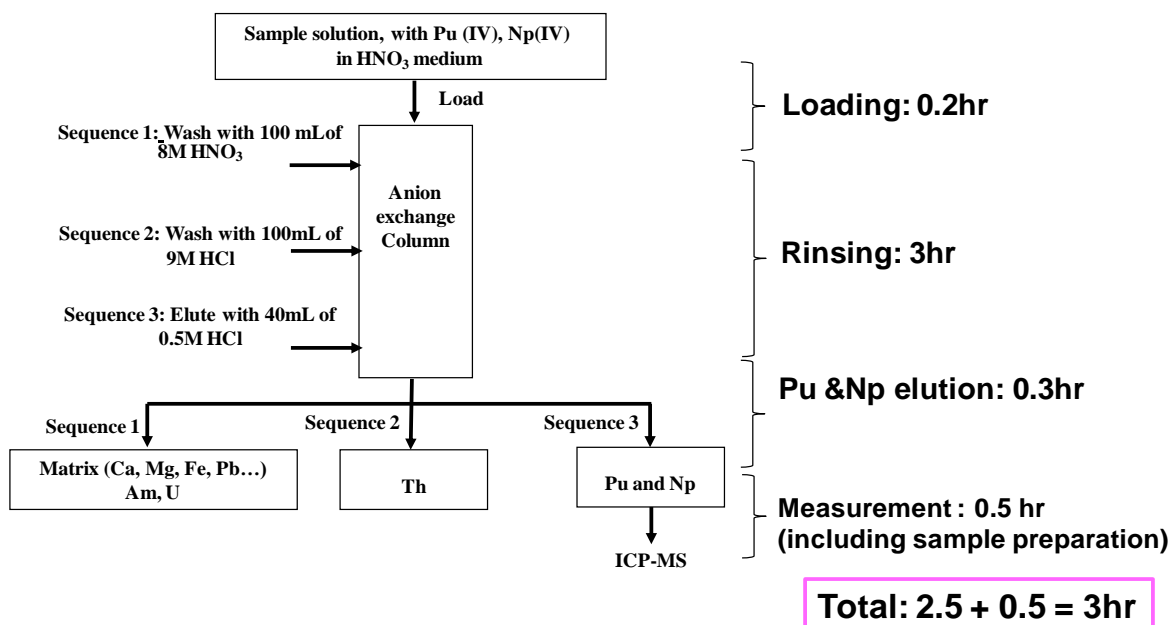 Sample solution, with Pu (IV), Np(IV)
in HNO₃ medium
Load
Loading: 0.2hr
Sequence 1: Wash with 100 mLof
8M HNO₃
Anion
exchange
Column
Sequence 2: Wash with 100mL of
9M HCl
Rinsing: 3hr
Sequence 3: Elute with 40mL of
0.5M HCl
Pu &Np elution: 0.3hr
Sequence 1
Sequence 2
Sequence 3
Matrix (Ca, Mg, Fe, Pb…)
Am, U
Th
Pu and Np
Measurement : 0.5 hr
(including sample preparation)
ICP-MS
Total: 2.5 + 0.5 = 3hr